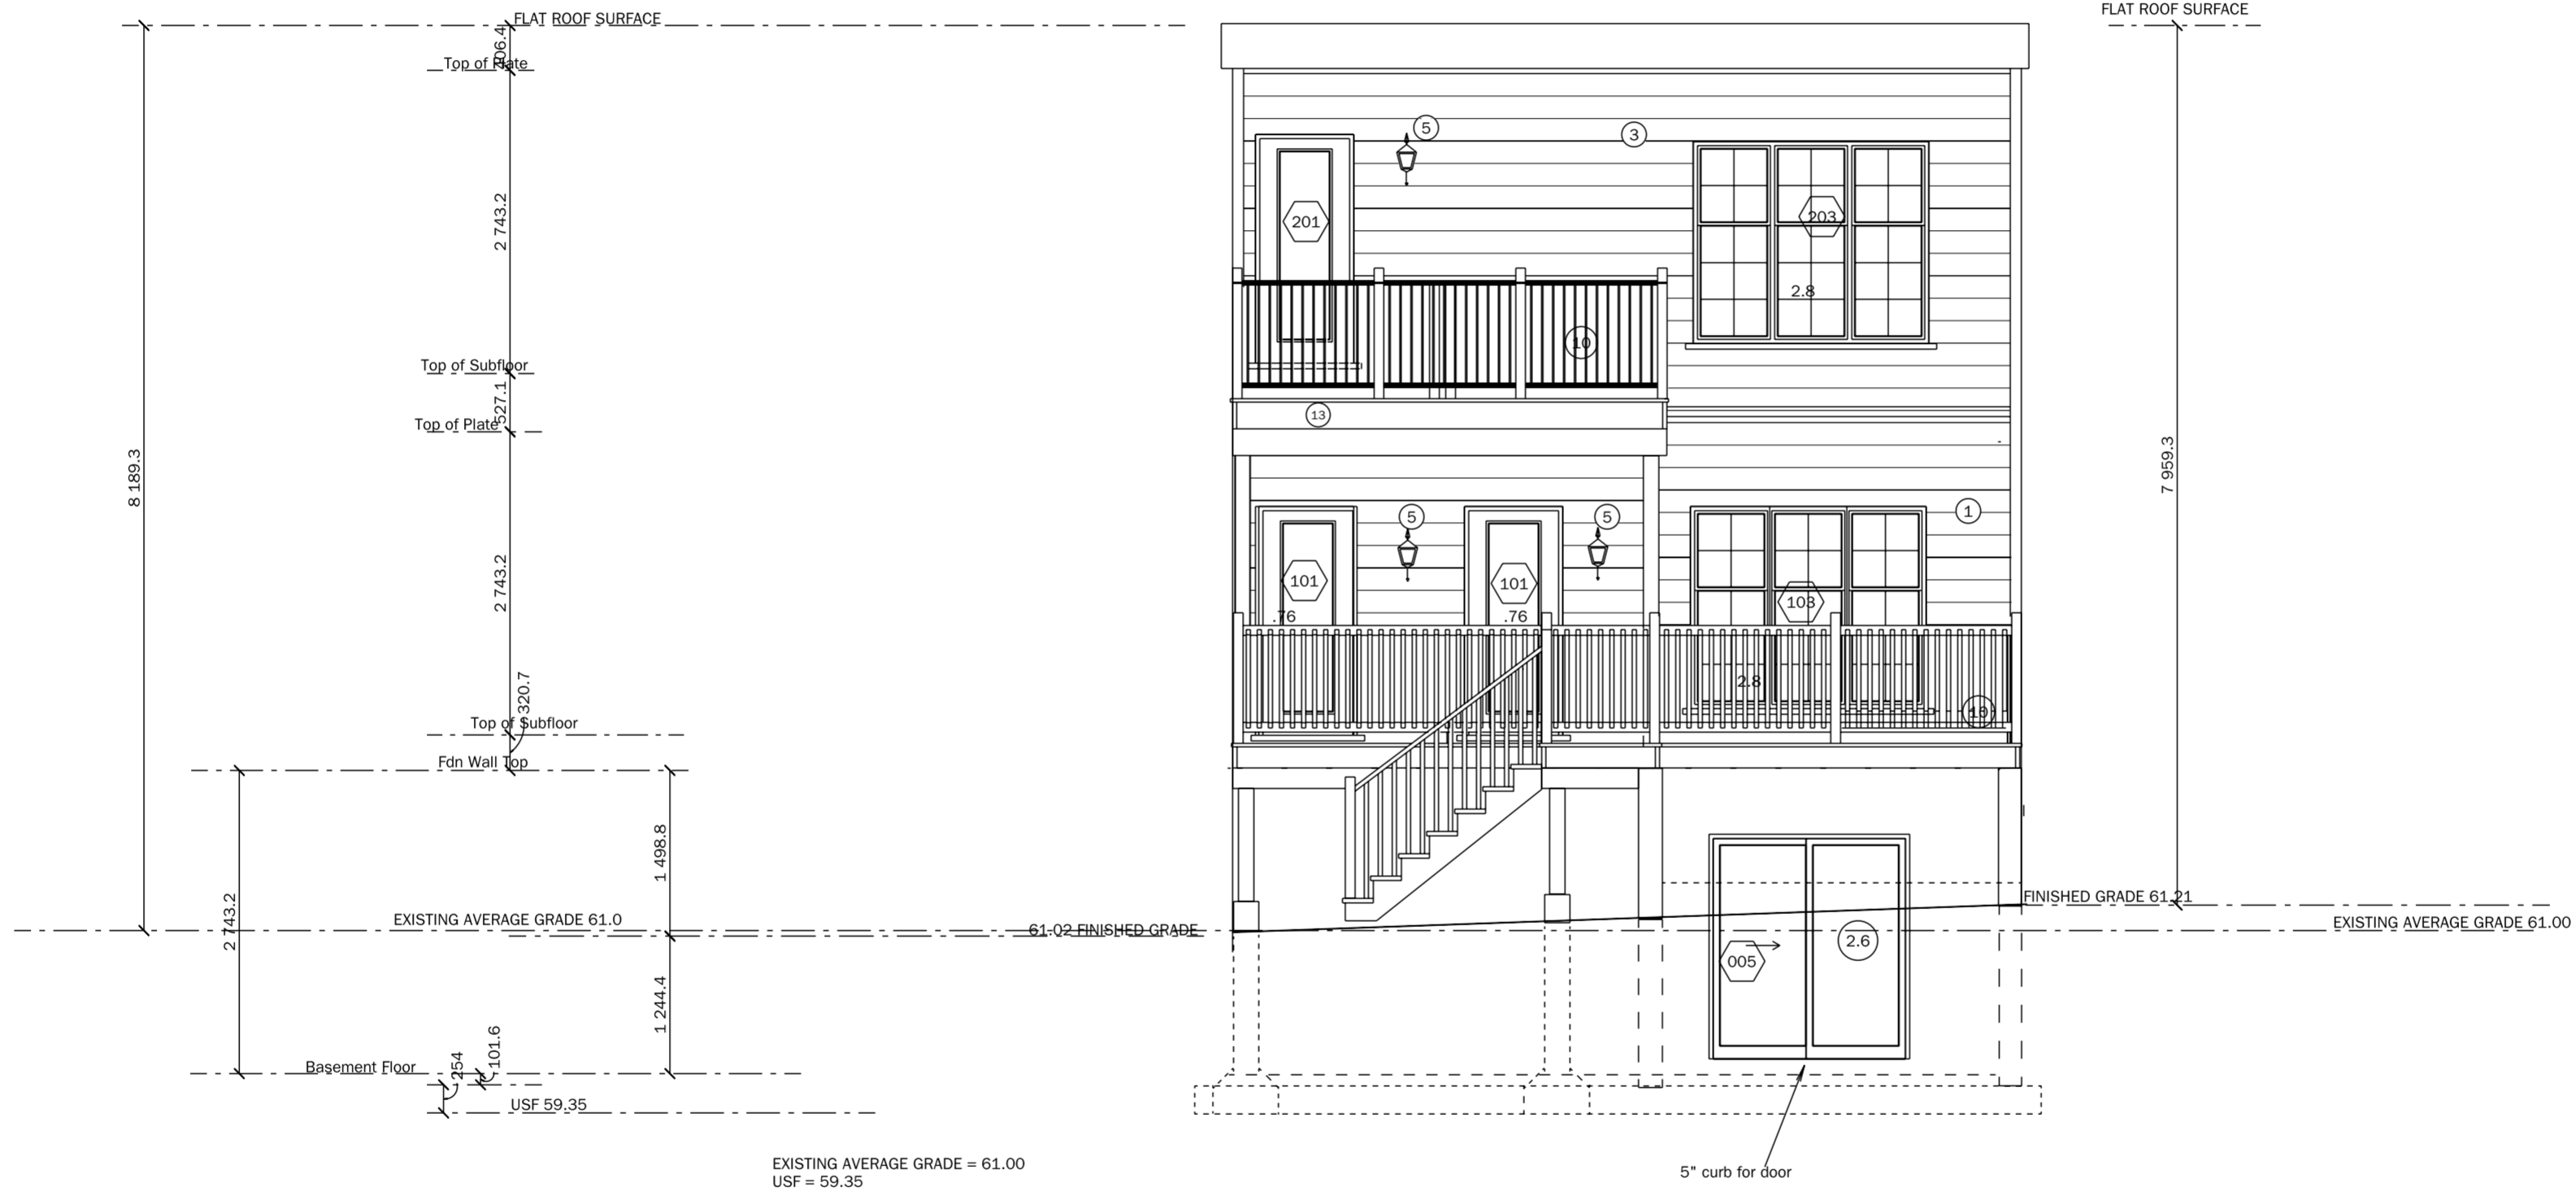 FLAT ROOF SURFACE
FLAT ROOF SURFACE
406.4
Top of Plate
5
3
2 743.2
201
203
2.8
10
Top of Subfloor
527.1
13
Top of Plate
8 189.3
7 959.3
5
5
1
2 743.2
101
101
103
.76
.76
2.8
10
320.7
Top of Subfloor
Fdn Wall Top
1 498.8
2 743.2
EXISTING AVERAGE GRADE 61.0
61.02 FINISHED GRADE
FINISHED GRADE 61.21
EXISTING AVERAGE GRADE 61.00
2.6
005
1 244.4
Basement Floor
254
101.6
USF 59.35
EXISTING AVERAGE GRADE = 61.00
USF = 59.35
5" curb for door